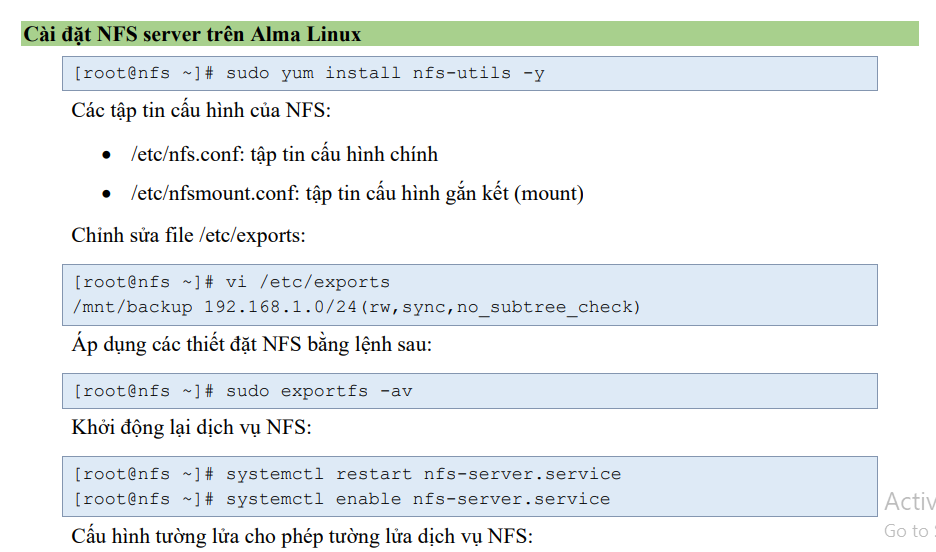 Cài đặt NFS server trên Alma Linux
[root@nfs ~]# sudo yum install nfs-utils -y
Các tập tin cấu hình của NFS:
• /etc/nfs.conf: tập tin cấu hình chính
• /etc/nfsmount.conf: tập tin cấu hình gắn kết (mount)
Chỉnh sửa file /etc/exports:
[root@nfs ~]# vi /etc/exports
/mnt/backup 192.168.1.0/24(rw,sync,no_subtree_check)
Áp dụng các thiết đặt NFS bằng lệnh sau:
[root@nfs ~]# sudo exportfs -av
Khởi động lại dịch vụ NFS:
[root@nfs ~]# systemctl restart nfs-server.service
[root@nfs ~]# systemctl enable nfs-server.service
Activ
Go to
Cấu hình tường lửa cho phép tường lửa dịch vụ NFS: